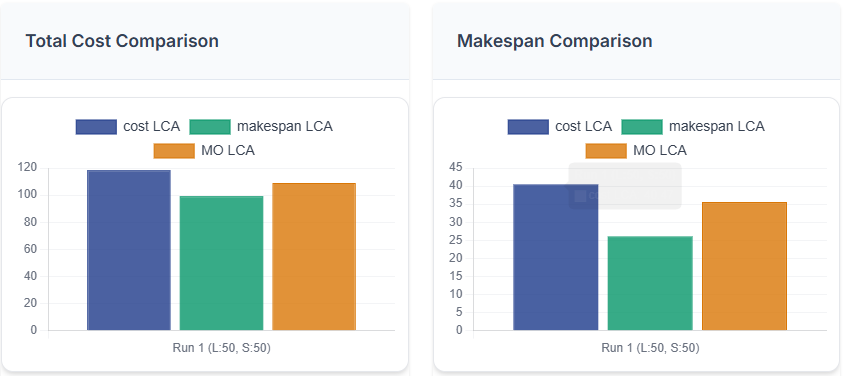 Total Cost Comparison
cost LCA makespan LCA
MO LCA
120
100
80
60
40
20
0
Run 1 (L:50, S:50)
Makespan Comparison
cost LCA makespan LCA
MO LCA
45
40
35
30
25
20
15
10
5
0
Run 1 (L:50, S:50)